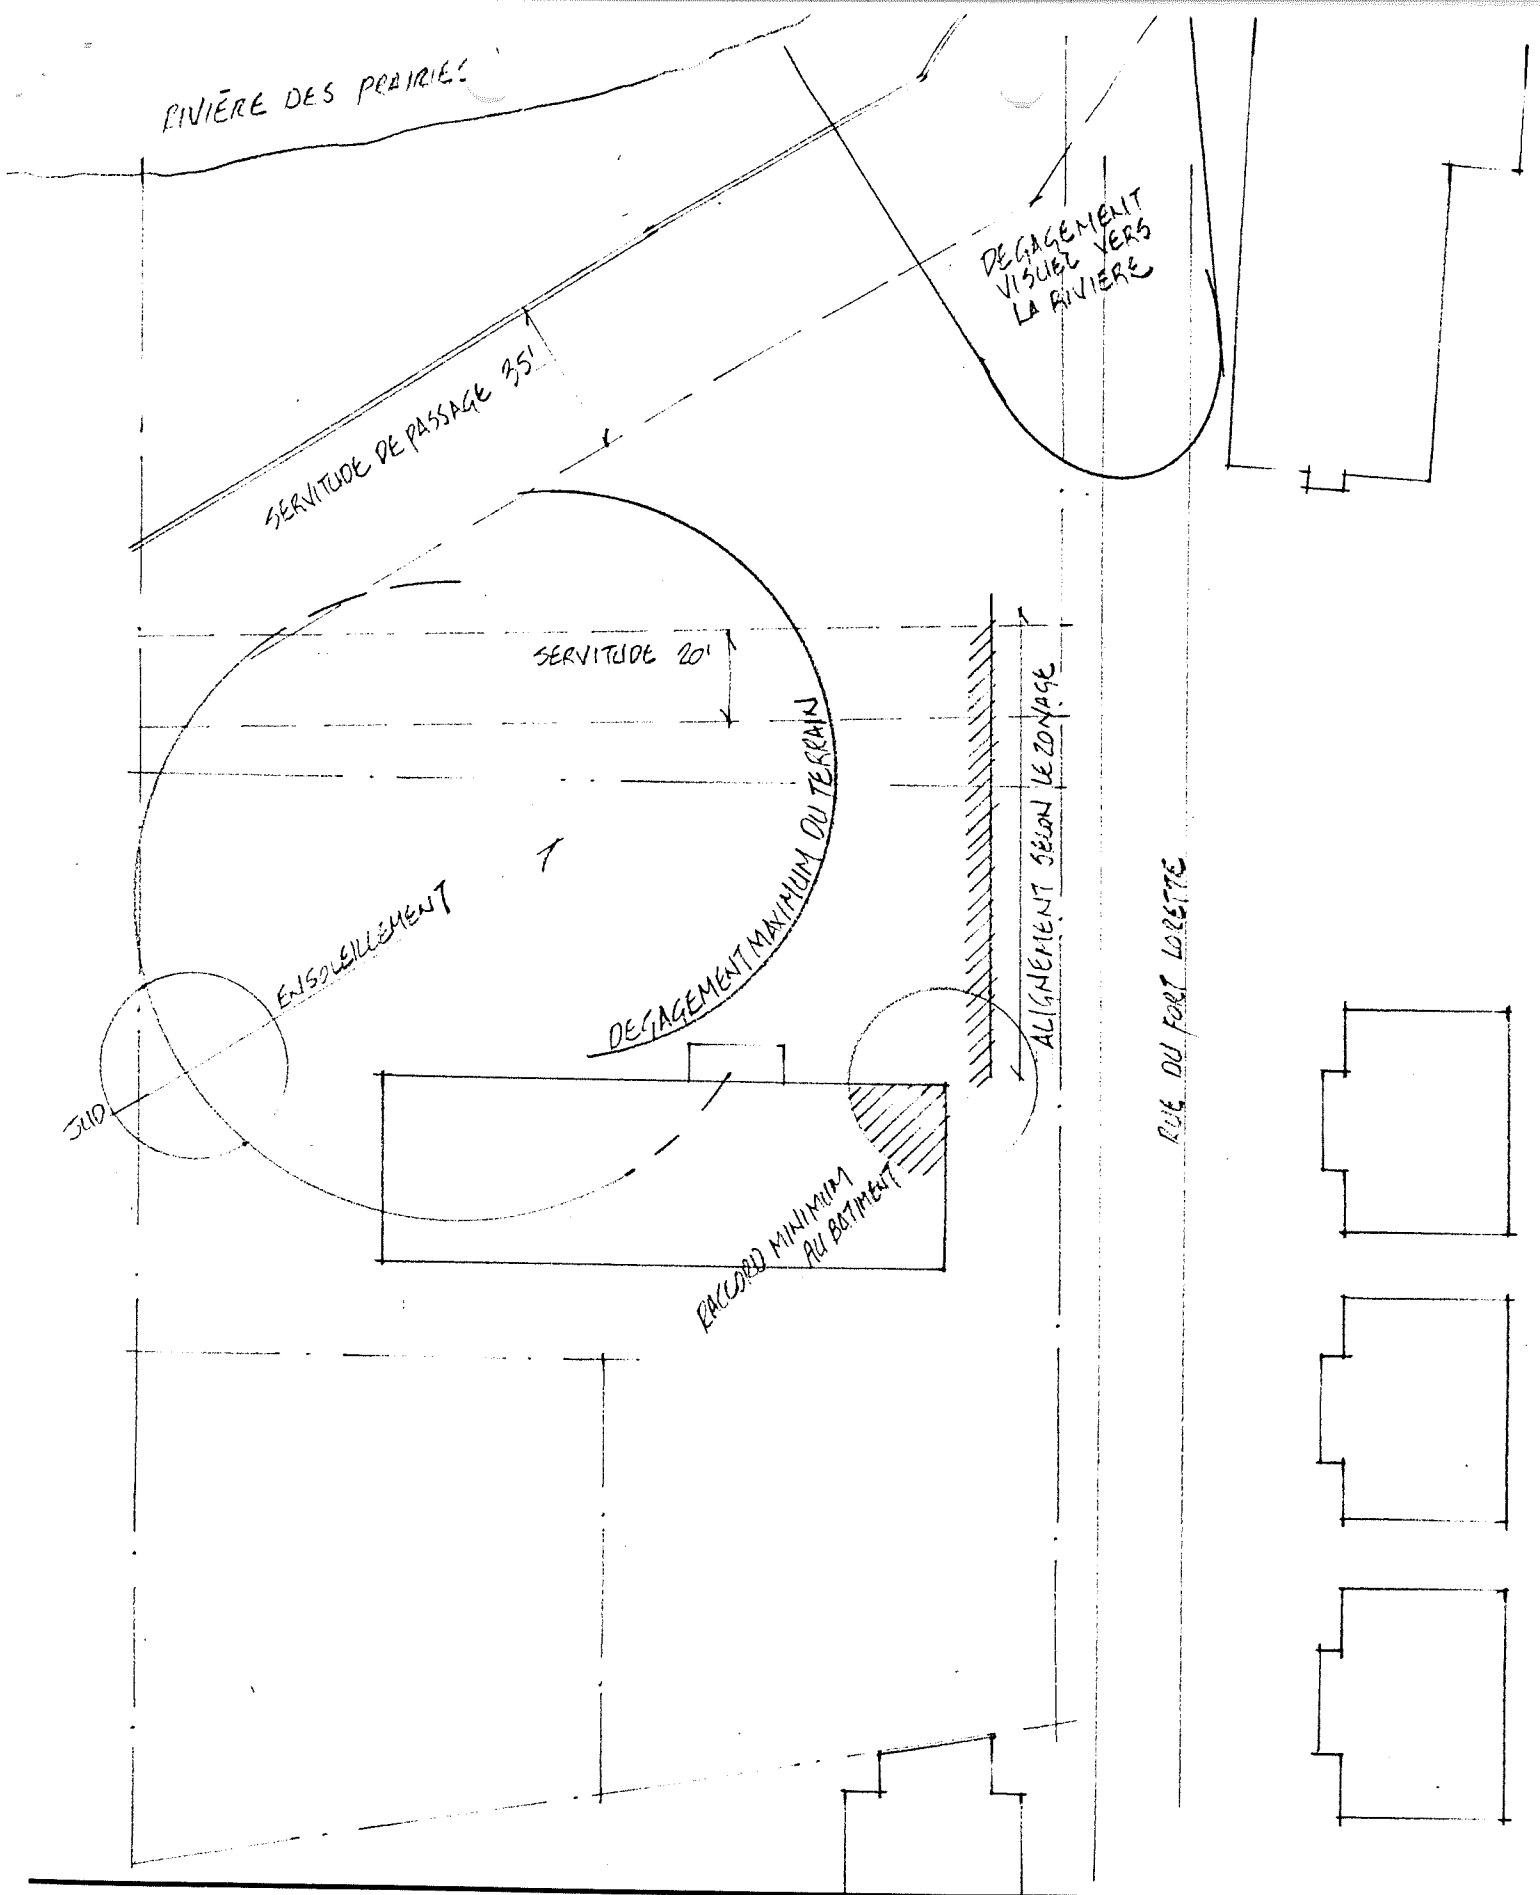 RIVIÈRE DES PRAIRIES
DEGAGEMENT
VISUEL VERS
LA RIVIERE
SERVITUDE DE PASSAGE 35'
SERVITUDE 20'
ALIGNEMENT SELON LE ZONAGE
DEGAGEMENT MAXIMUM DU TERRAIN
ENSOLEILLEMENT
SUD
RUE DU FORT LORETTE
RACCORD MINIMUM
AU BATIMENT